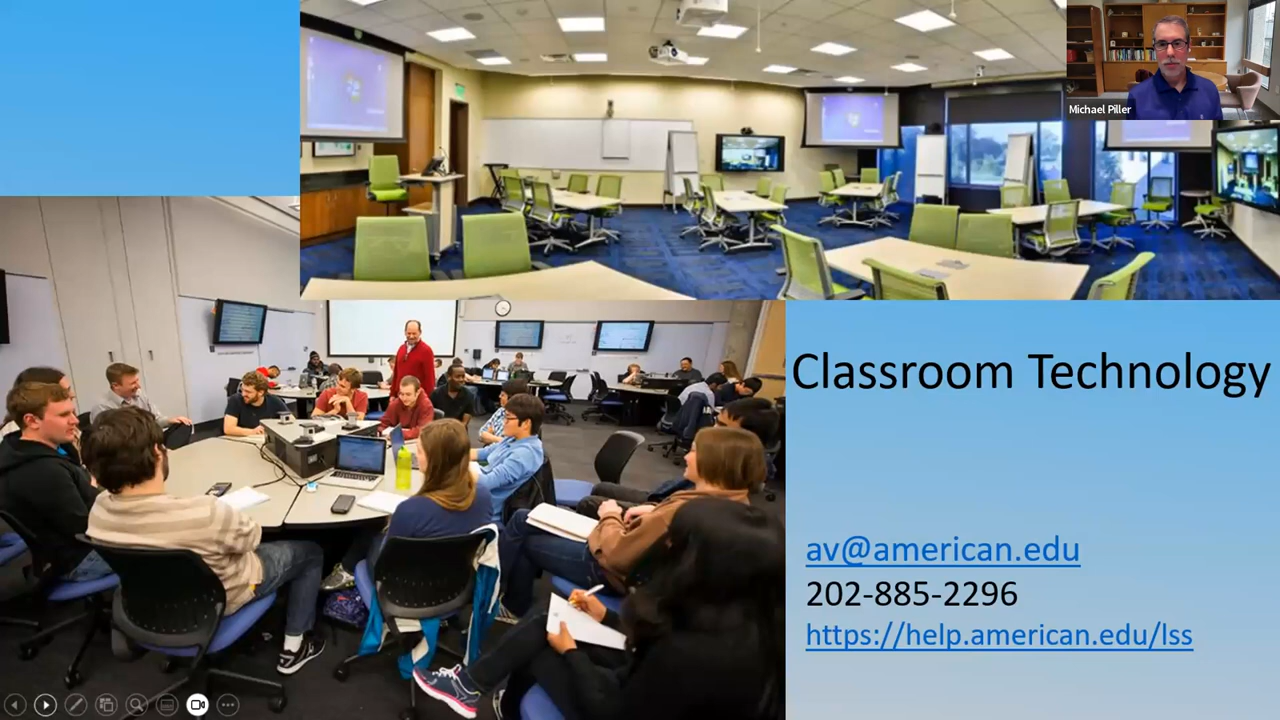 Michael Piller
Classroom Technology
av@american.edu
202-885-2296
https://help.american.edu/lss